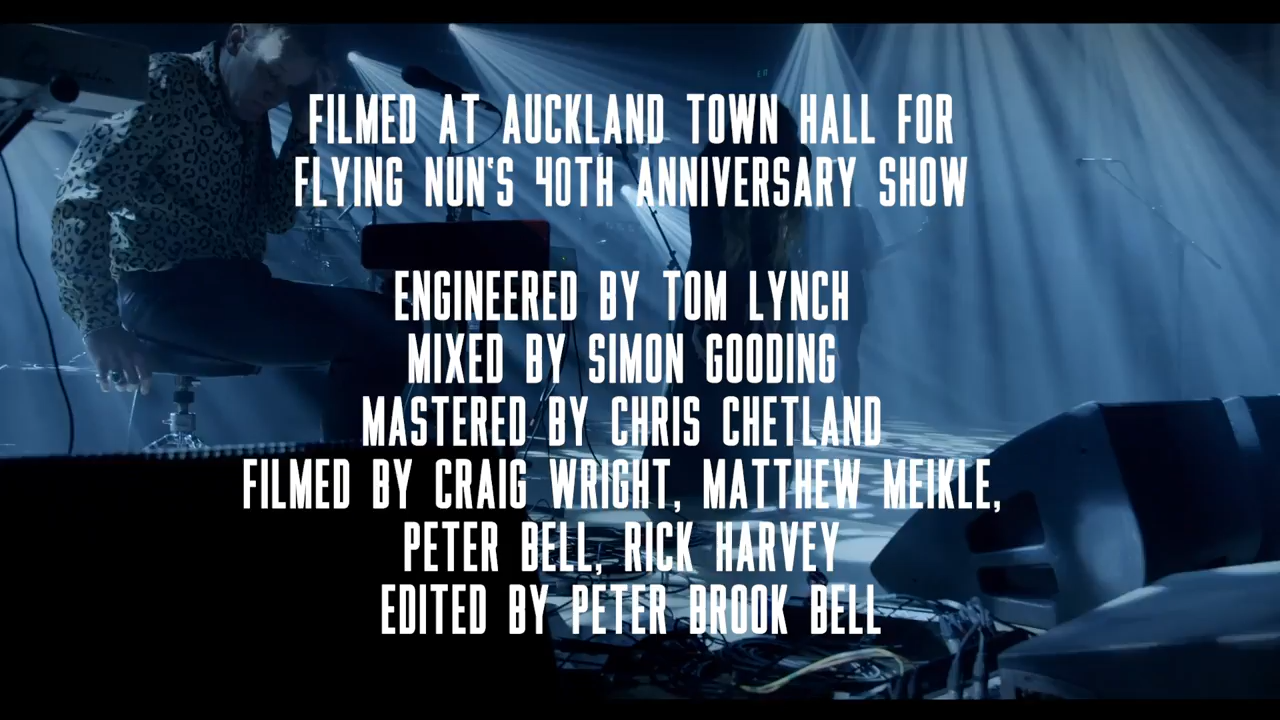 FILMED AT AUCKLAND TOWN HALL FOR
FLYING NUN'S 40TH ANNIVERSARY SHOW
ENGINEERED BY TOM LYNCH
MIXED BY SIMON GOODING
MASTERED BY CHRIS CHETLAND
FILMED BY CRAIG WRIGHT, MATTHEW MEIKLE,
PETER BELL, RICK HARVEY
EDITED BY PETER BROOK BELL